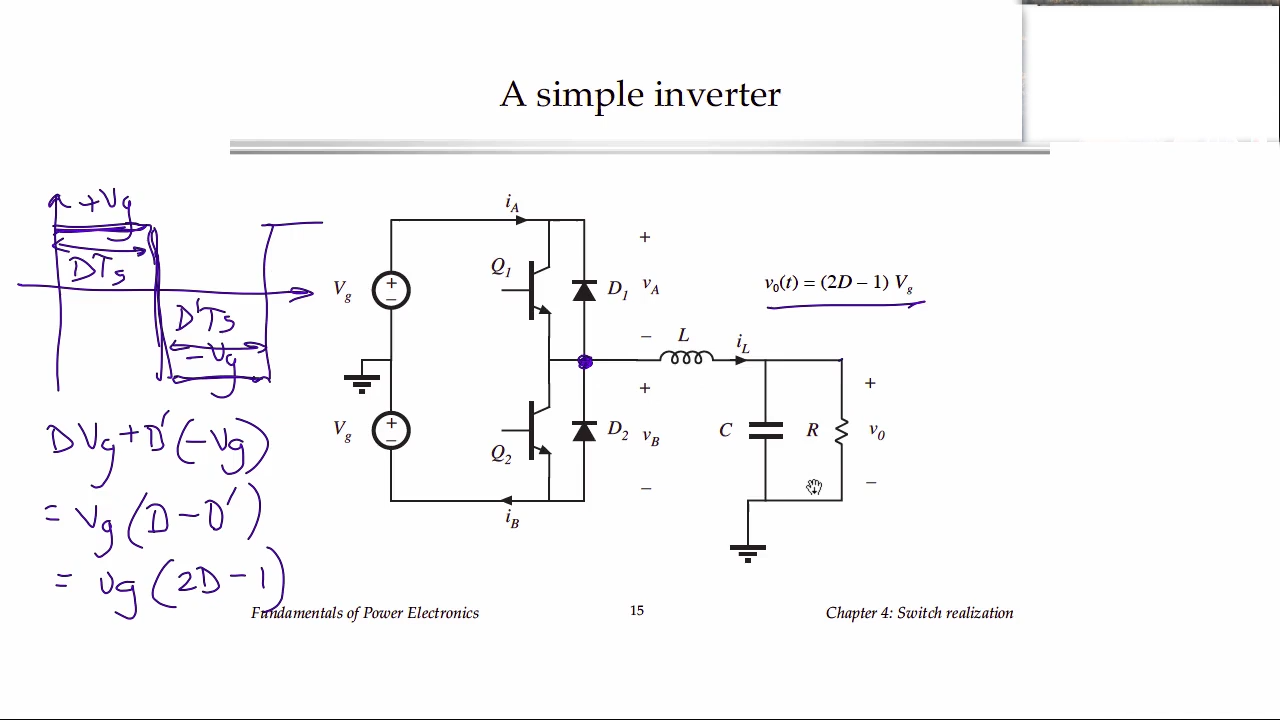 A simple inverter
+Vg
DTs
D'Ts
-Vg
DVg+D'(-Vg)
= Vg(D-D')
= Vg(2D-1)
iA
Vg
Q1
D1
+
vA
–
L
iL
v0(t) = (2D – 1) Vg
Vg
Q2
D2
+
vB
–
C
R
+
v0
–
iB
Fundamentals of Power Electronics
15
Chapter 4: Switch realization